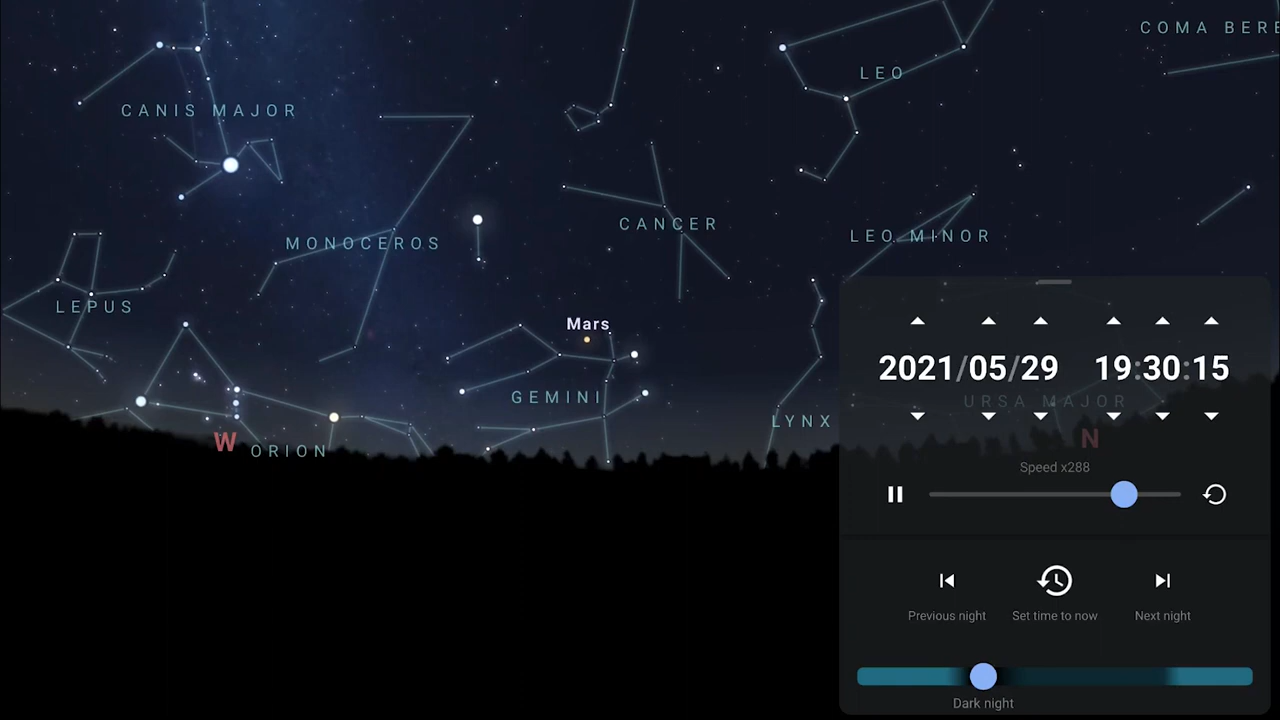 COMA BERE
LEO
CANIS MAJOR
CANCER
LEO MINOR
MONOCEROS
LEPUS
Mars
GEMINI
2021/05/29 19:30:15
URSA MAJOR
LYNX
W
ORION
N
Speed x288
Previous night
Set time to now
Next night
Dark night